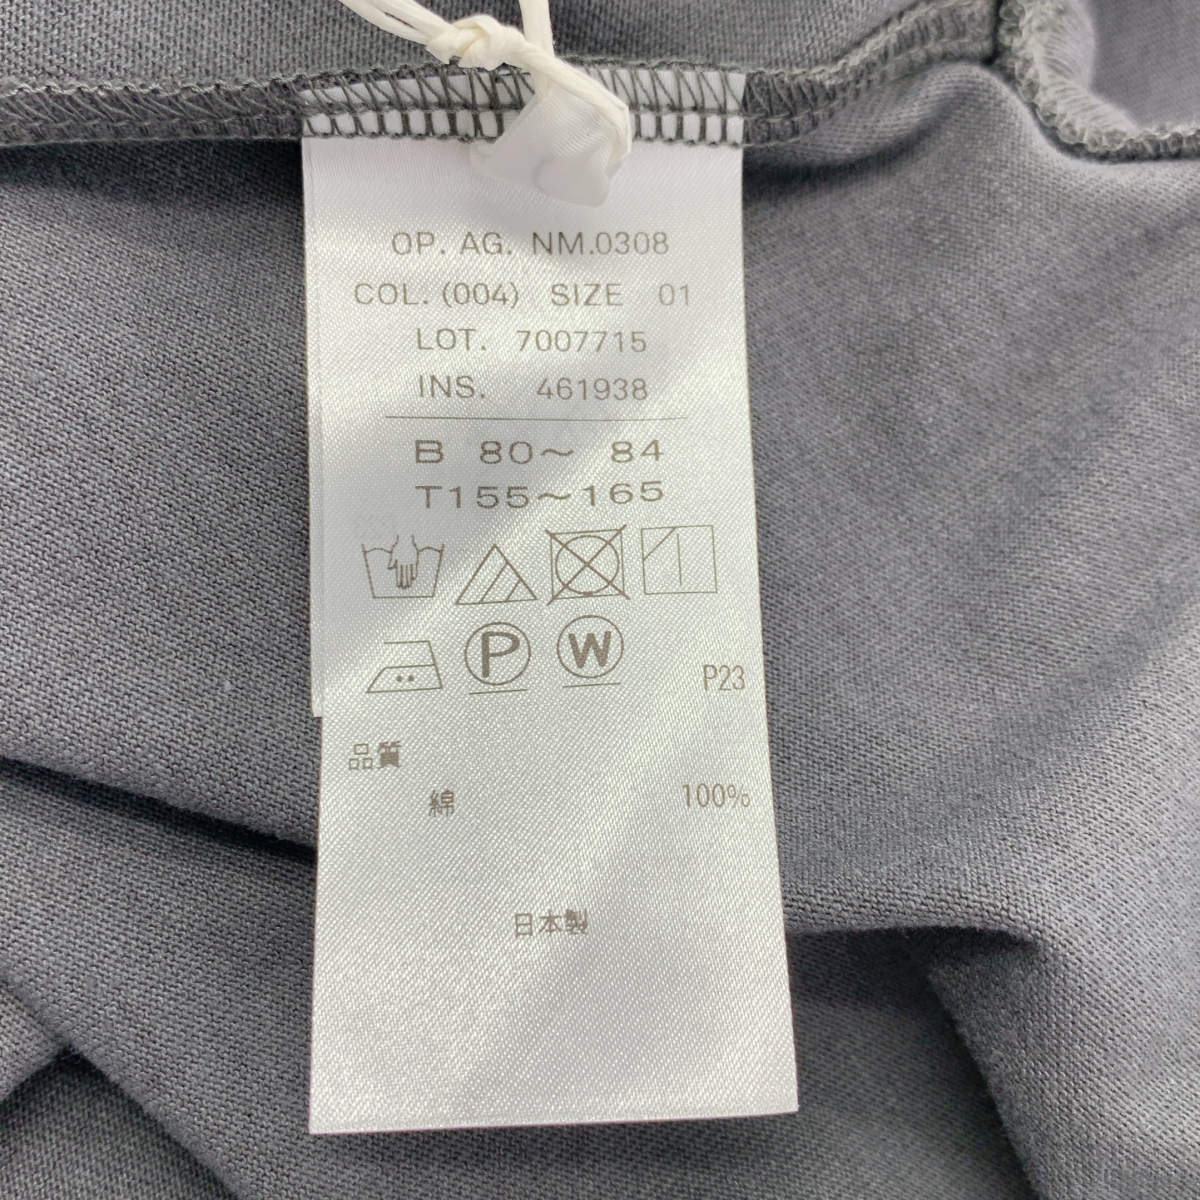 OP. AG. NM.0308
COL. (004) SIZE 01
LOT. 7007715
INS. 461938
B 80～ 84
T155～165
P W
P23
品質
綿 100%
日本製